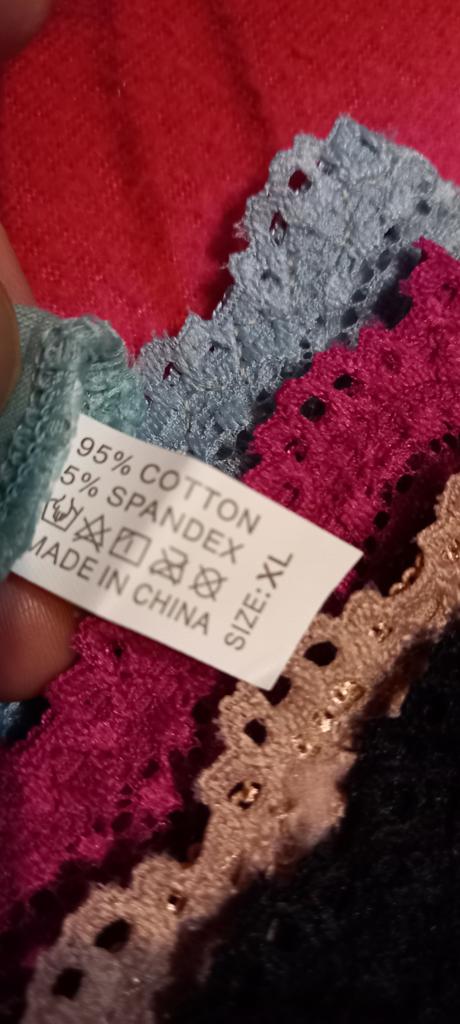 95% COTTON
5% SPANDEX
MADE IN CHINA
SIZE: XL